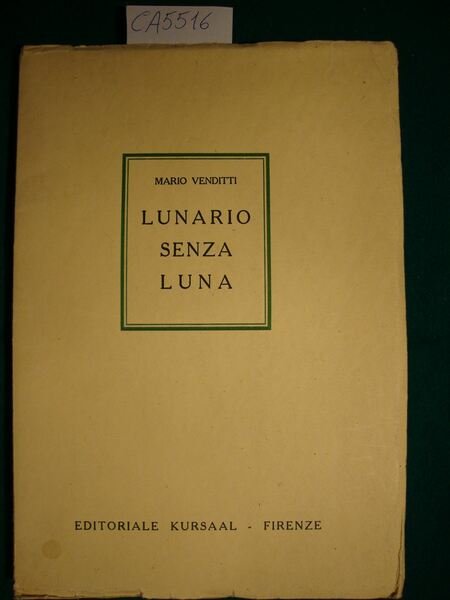 CA5516
MARIO VENDITTI
LUNARIO
SENZA
LUNA
EDITORIALE KURSAAL - FIRENZE